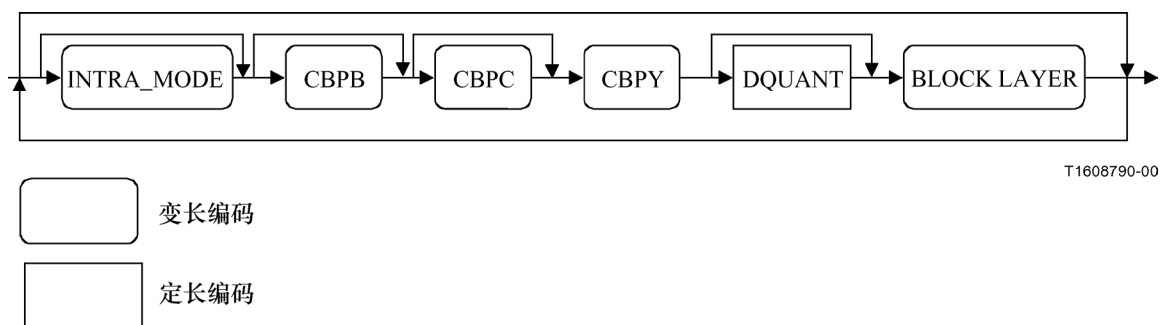 INTRA_MODE CBPB CBPC CBPY DQUANT BLOCK LAYER
T1608790-00
变长编码
定长编码